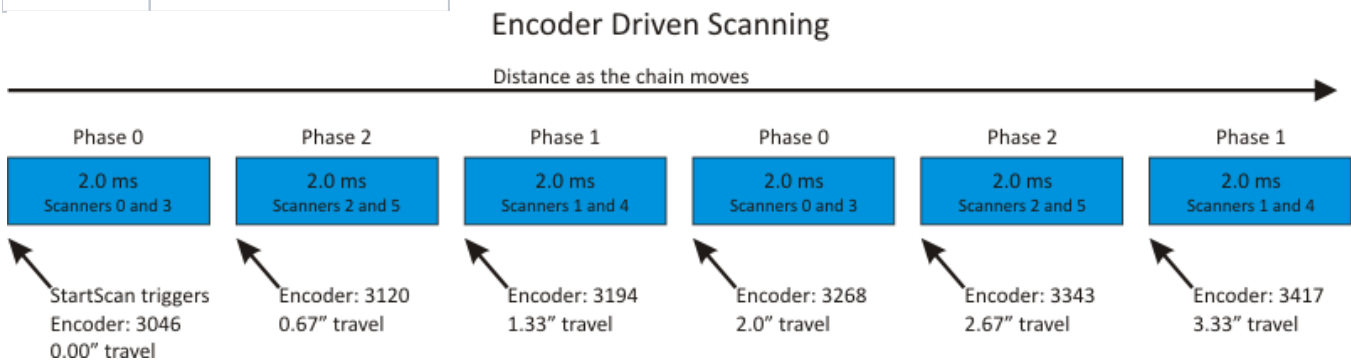 Encoder Driven Scanning
Distance as the chain moves
Phase 0
2.0 ms
Scanners 0 and 3
StartScan triggers
Encoder: 3046
0.00” travel
Phase 2
2.0 ms
Scanners 2 and 5
Encoder: 3120
0.67” travel
Phase 1
2.0 ms
Scanners 1 and 4
Encoder: 3194
1.33” travel
Phase 0
2.0 ms
Scanners 0 and 3
Encoder: 3268
2.0” travel
Phase 2
2.0 ms
Scanners 2 and 5
Encoder: 3343
2.67” travel
Phase 1
2.0 ms
Scanners 1 and 4
Encoder: 3417
3.33” travel